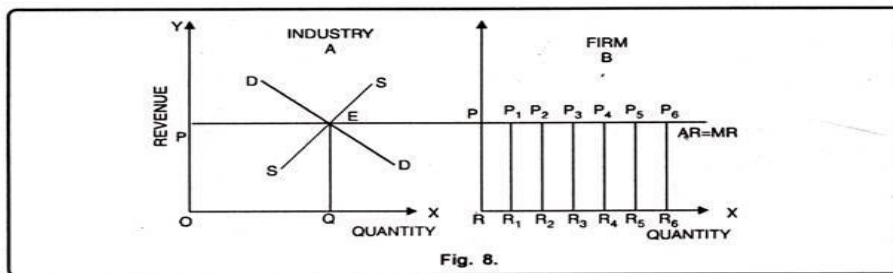 Y
INDUSTRY
A
FIRM
B
D
S
E
P
P P₁ P₂ P₃ P₄ P₅ P₆
AR=MR
REVENUE
S
D
O
Q
X
QUANTITY
R R₁ R₂ R₃ R₄ R₅ R₆
X
QUANTITY
Fig. 8.